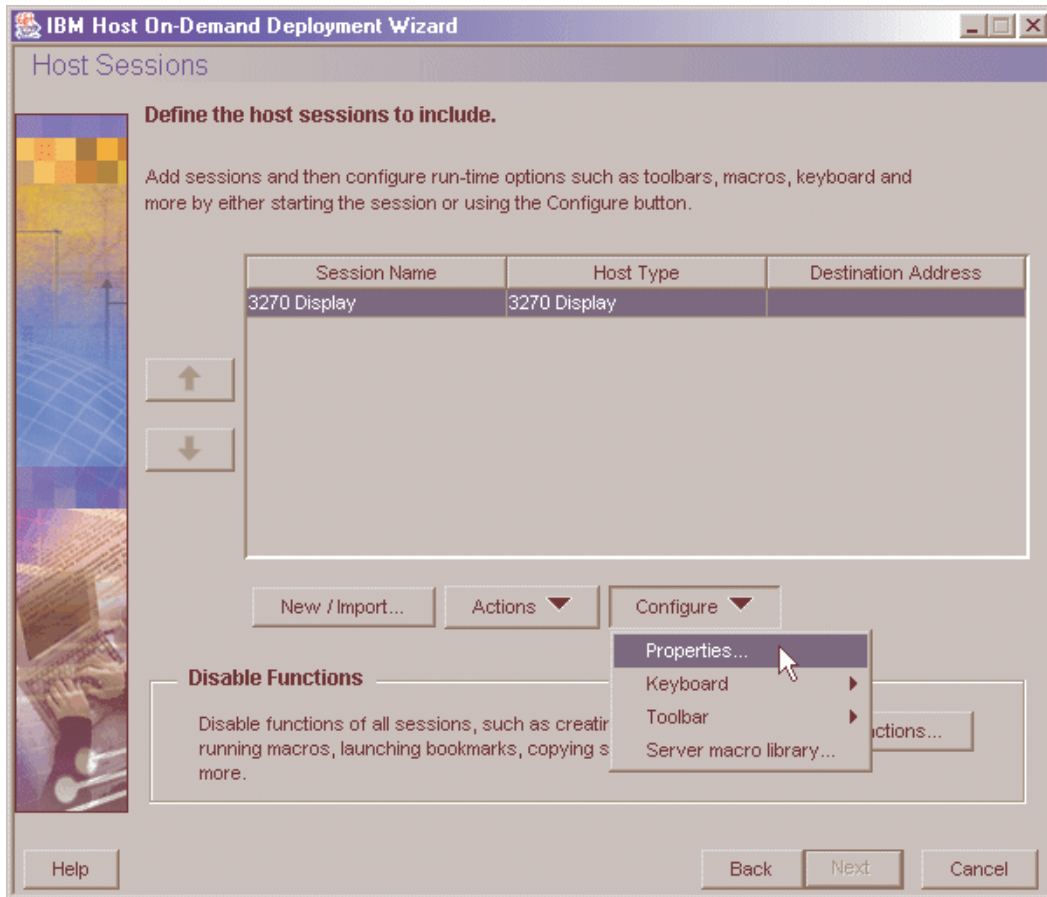 IBM Host On-Demand Deployment Wizard
Host Sessions
Define the host sessions to include.
Add sessions and then configure run-time options such as toolbars, macros, keyboard and
more by either starting the session or using the Configure button.
Session Name Host Type Destination Address
3270 Display 3270 Display
New / Import... Actions Configure
Properties...
Keyboard
Toolbar
Server macro library...
Disable Functions
Disable functions of all sessions, such as
running macros, launching bookmarks, copying
more.
Help Back Next Cancel